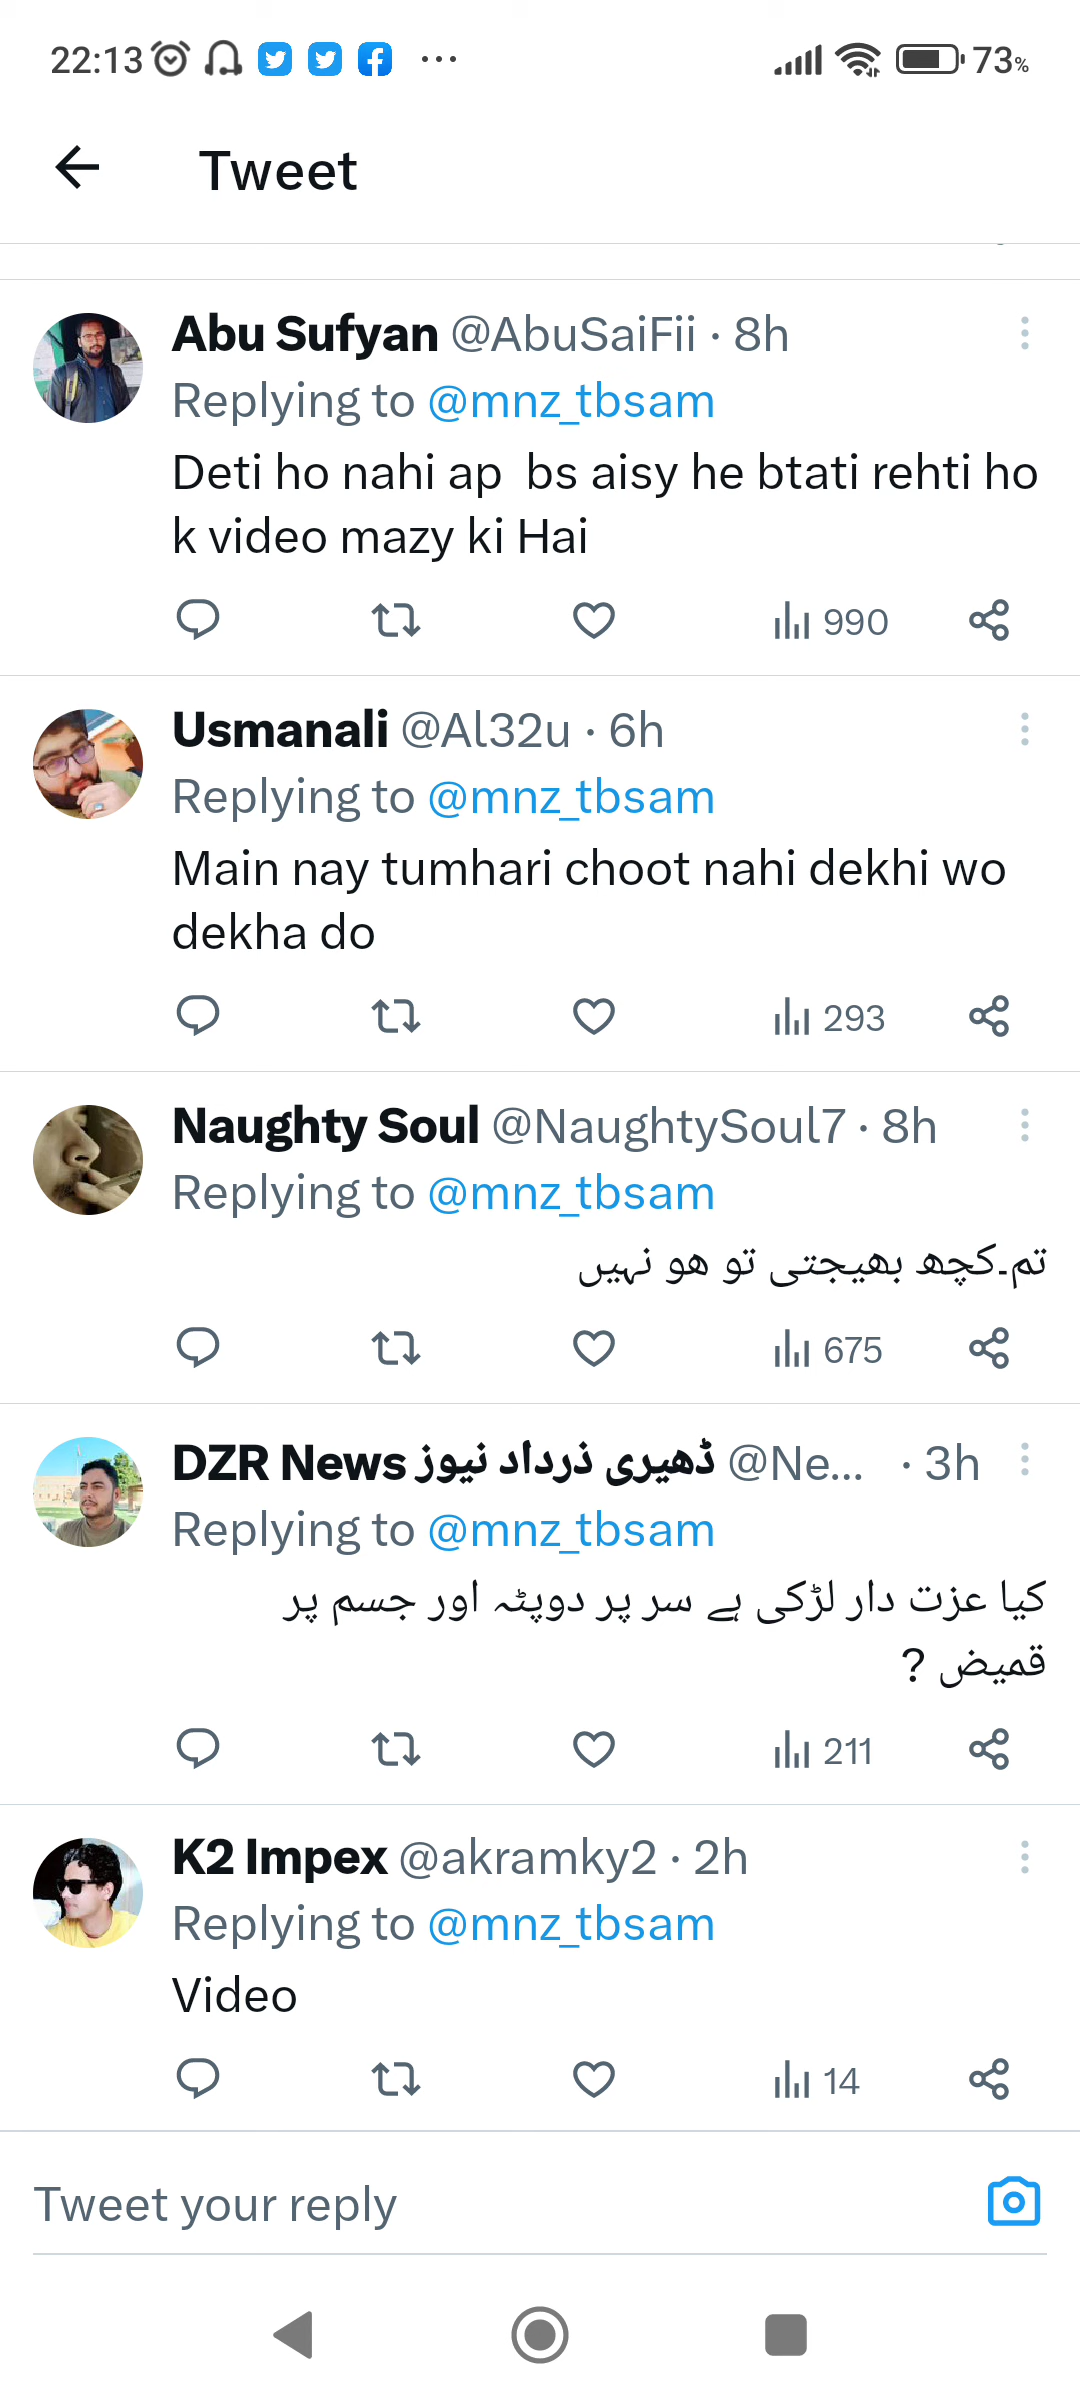 22:13 73%
Tweet
Abu Sufyan @AbuSaiFii · 8h
Replying to @mnz_tbsam
Deti ho nahi ap  bs aisy he btati rehti ho
k video mazy ki Hai
990
Usmanali @Al32u · 6h
Replying to @mnz_tbsam
Main nay tumhari choot nahi dekhi wo
dekha do
293
Naughty Soul @NaughtySoul7 · 8h
Replying to @mnz_tbsam
تم۔کچھ بھیجتی تو ھو نہیں
675
DZR News ڈھیری ذرداد نیوز @Ne... · 3h
Replying to @mnz_tbsam
کیا عزت دار لڑکی ہے سر پر دوپٹہ اور جسم پر
قمیض ?
211
K2 Impex @akramky2 · 2h
Replying to @mnz_tbsam
Video
14
Tweet your reply